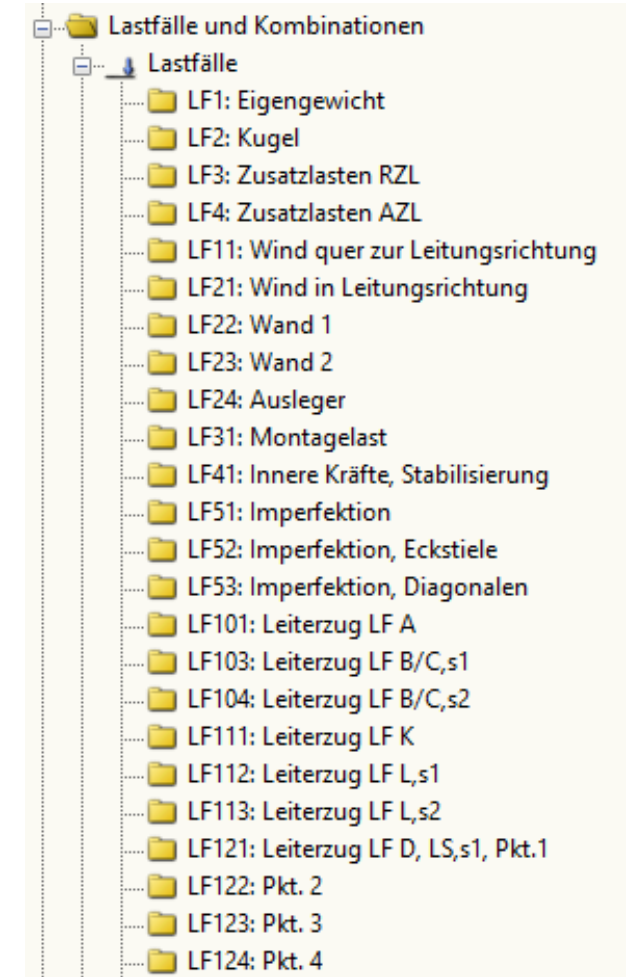 Lastfälle und Kombinationen
Lastfälle
LF1: Eigengewicht
LF2: Kugel
LF3: Zusatzlasten RZL
LF4: Zusatzlasten AZL
LF11: Wind quer zur Leitungsrichtung
LF21: Wind in Leitungsrichtung
LF22: Wand 1
LF23: Wand 2
LF24: Ausleger
LF31: Montagelast
LF41: Innere Kräfte, Stabilisierung
LF51: Imperfektion
LF52: Imperfektion, Eckstiele
LF53: Imperfektion, Diagonalen
LF101: Leiterzug LF A
LF103: Leiterzug LF B/C,s1
LF104: Leiterzug LF B/C,s2
LF111: Leiterzug LF K
LF112: Leiterzug LF L,s1
LF113: Leiterzug LF L,s2
LF121: Leiterzug LF D, LS,s1, Pkt.1
LF122: Pkt. 2
LF123: Pkt. 3
LF124: Pkt. 4